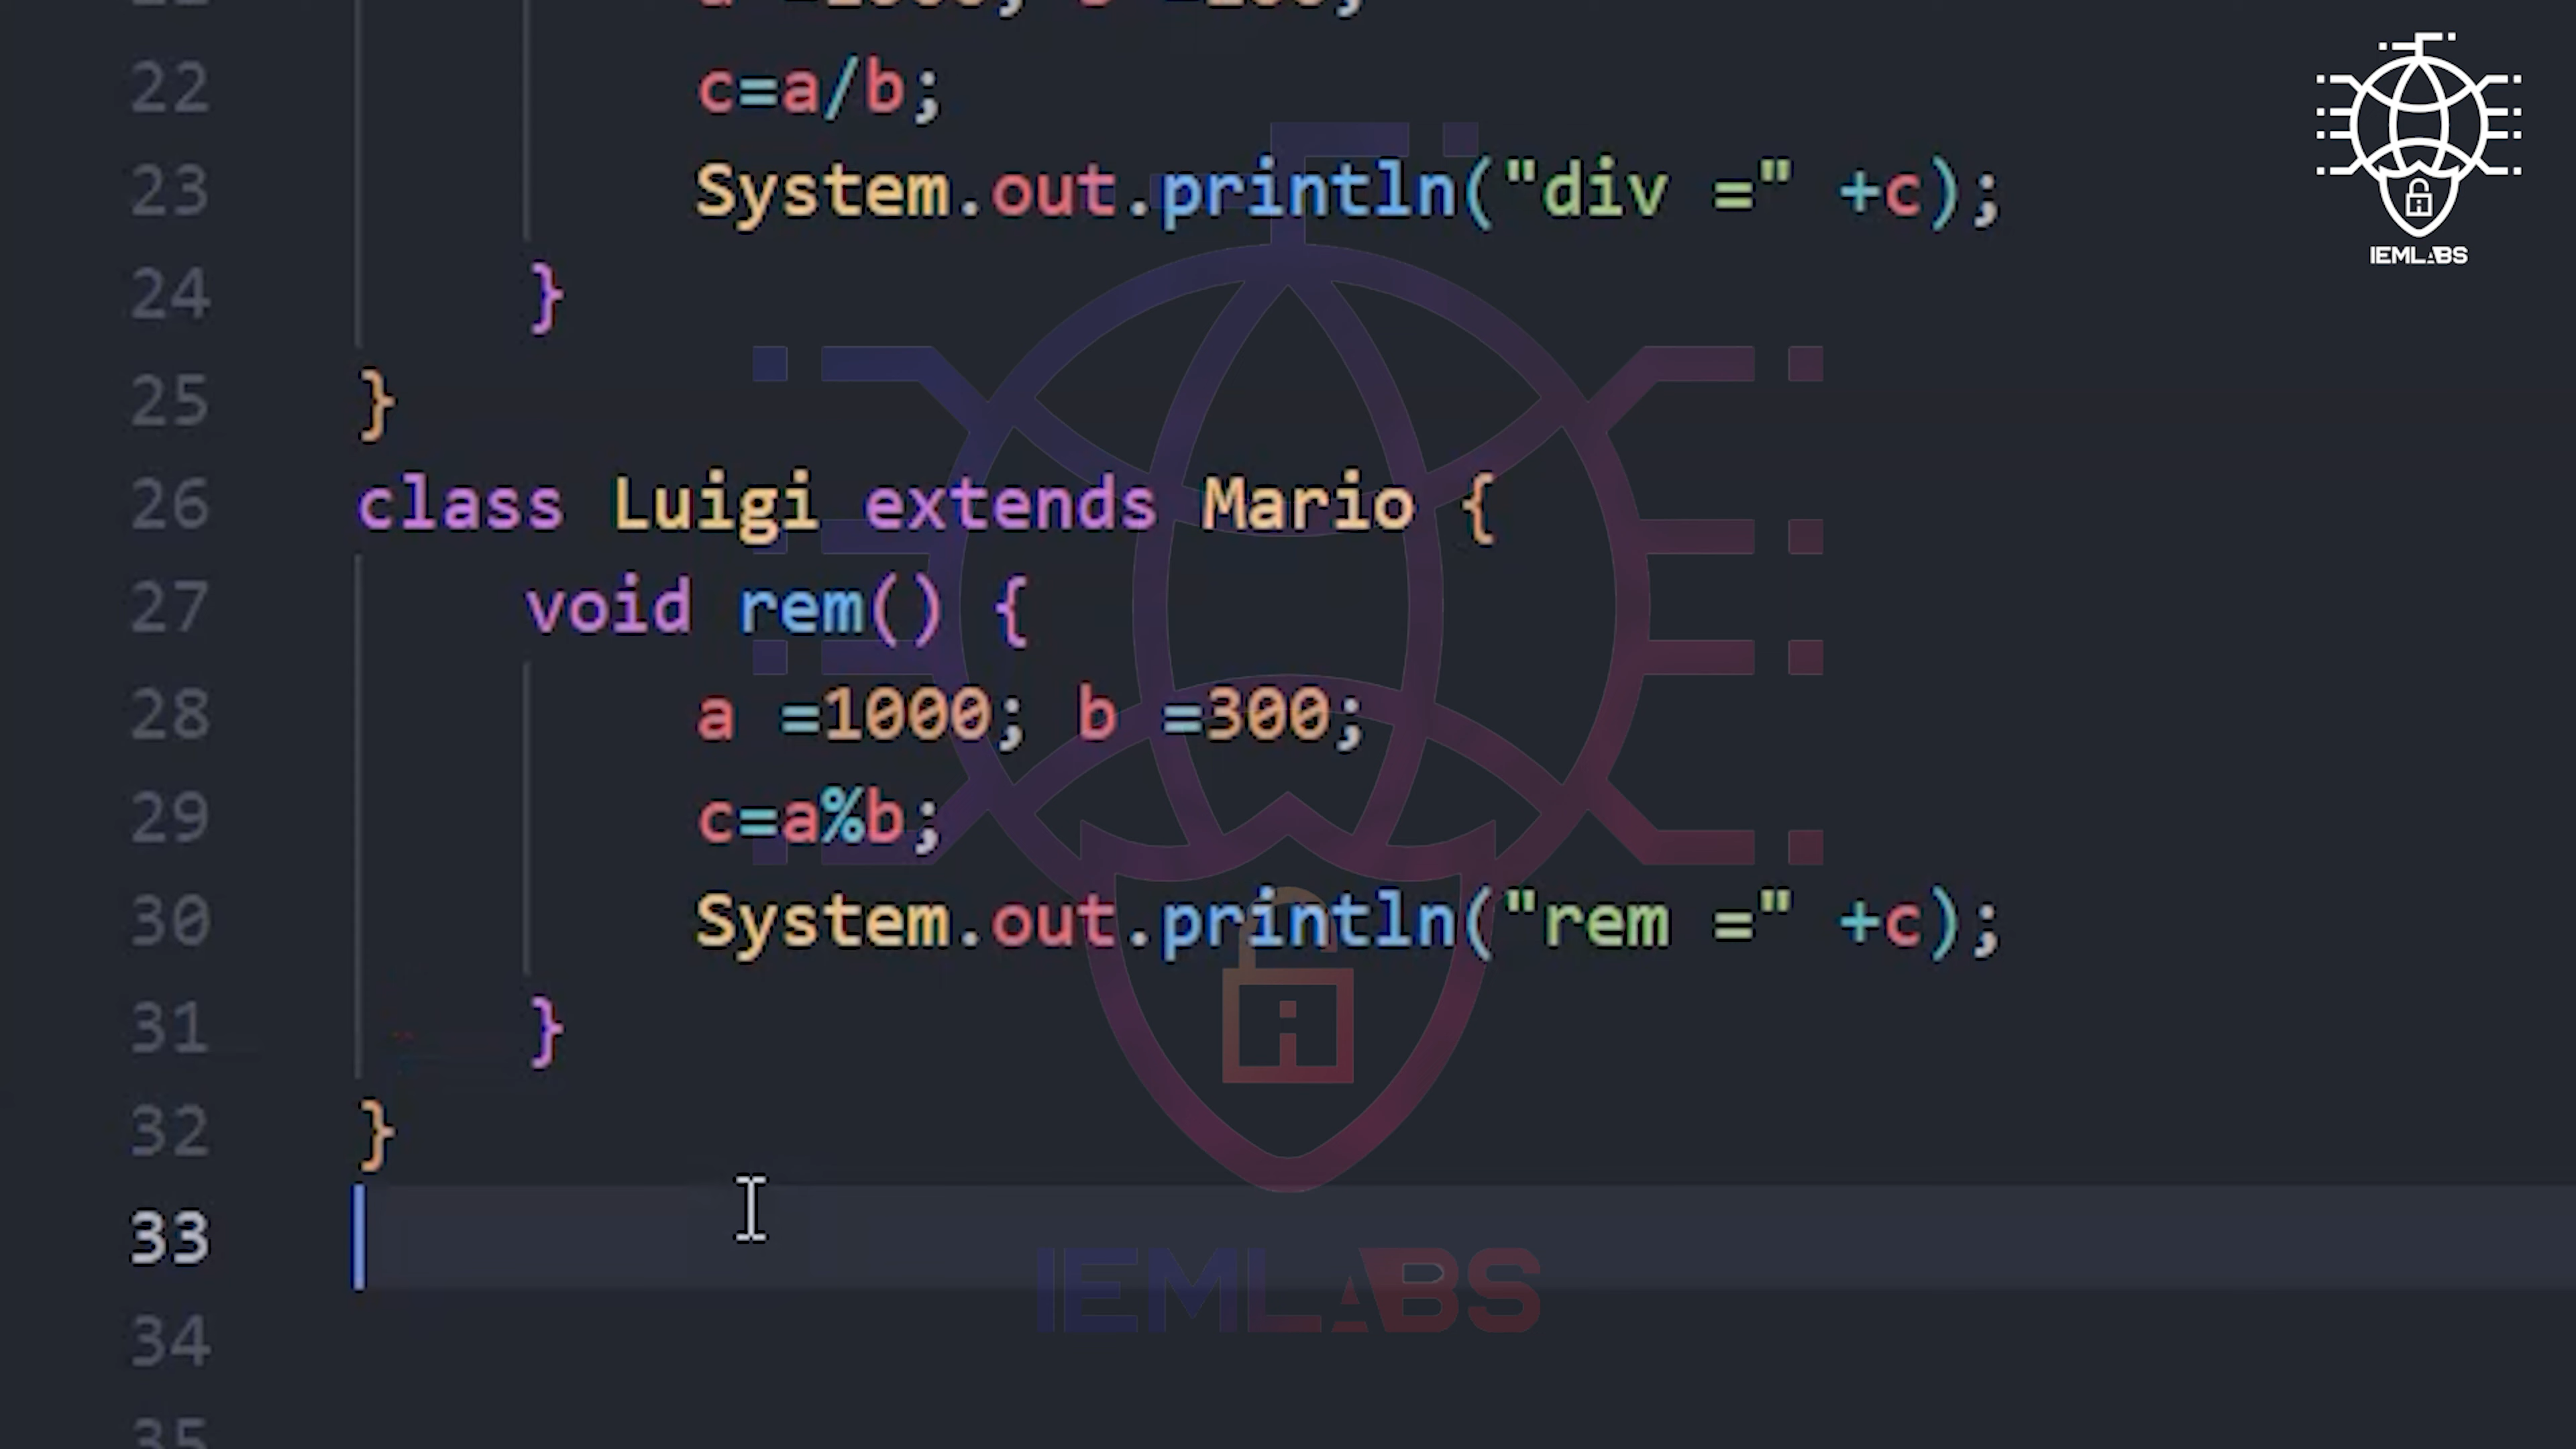 22 c=a/b;
23 System.out.println("div =" +c);
24 }
25 }
26 class Luigi extends Mario {
27 void rem() {
28 a =1000; b =300;
29 c=a%b;
30 System.out.println("rem =" +c);
31 }
32 }
33
34
35
IEMLABS
IEMLABS